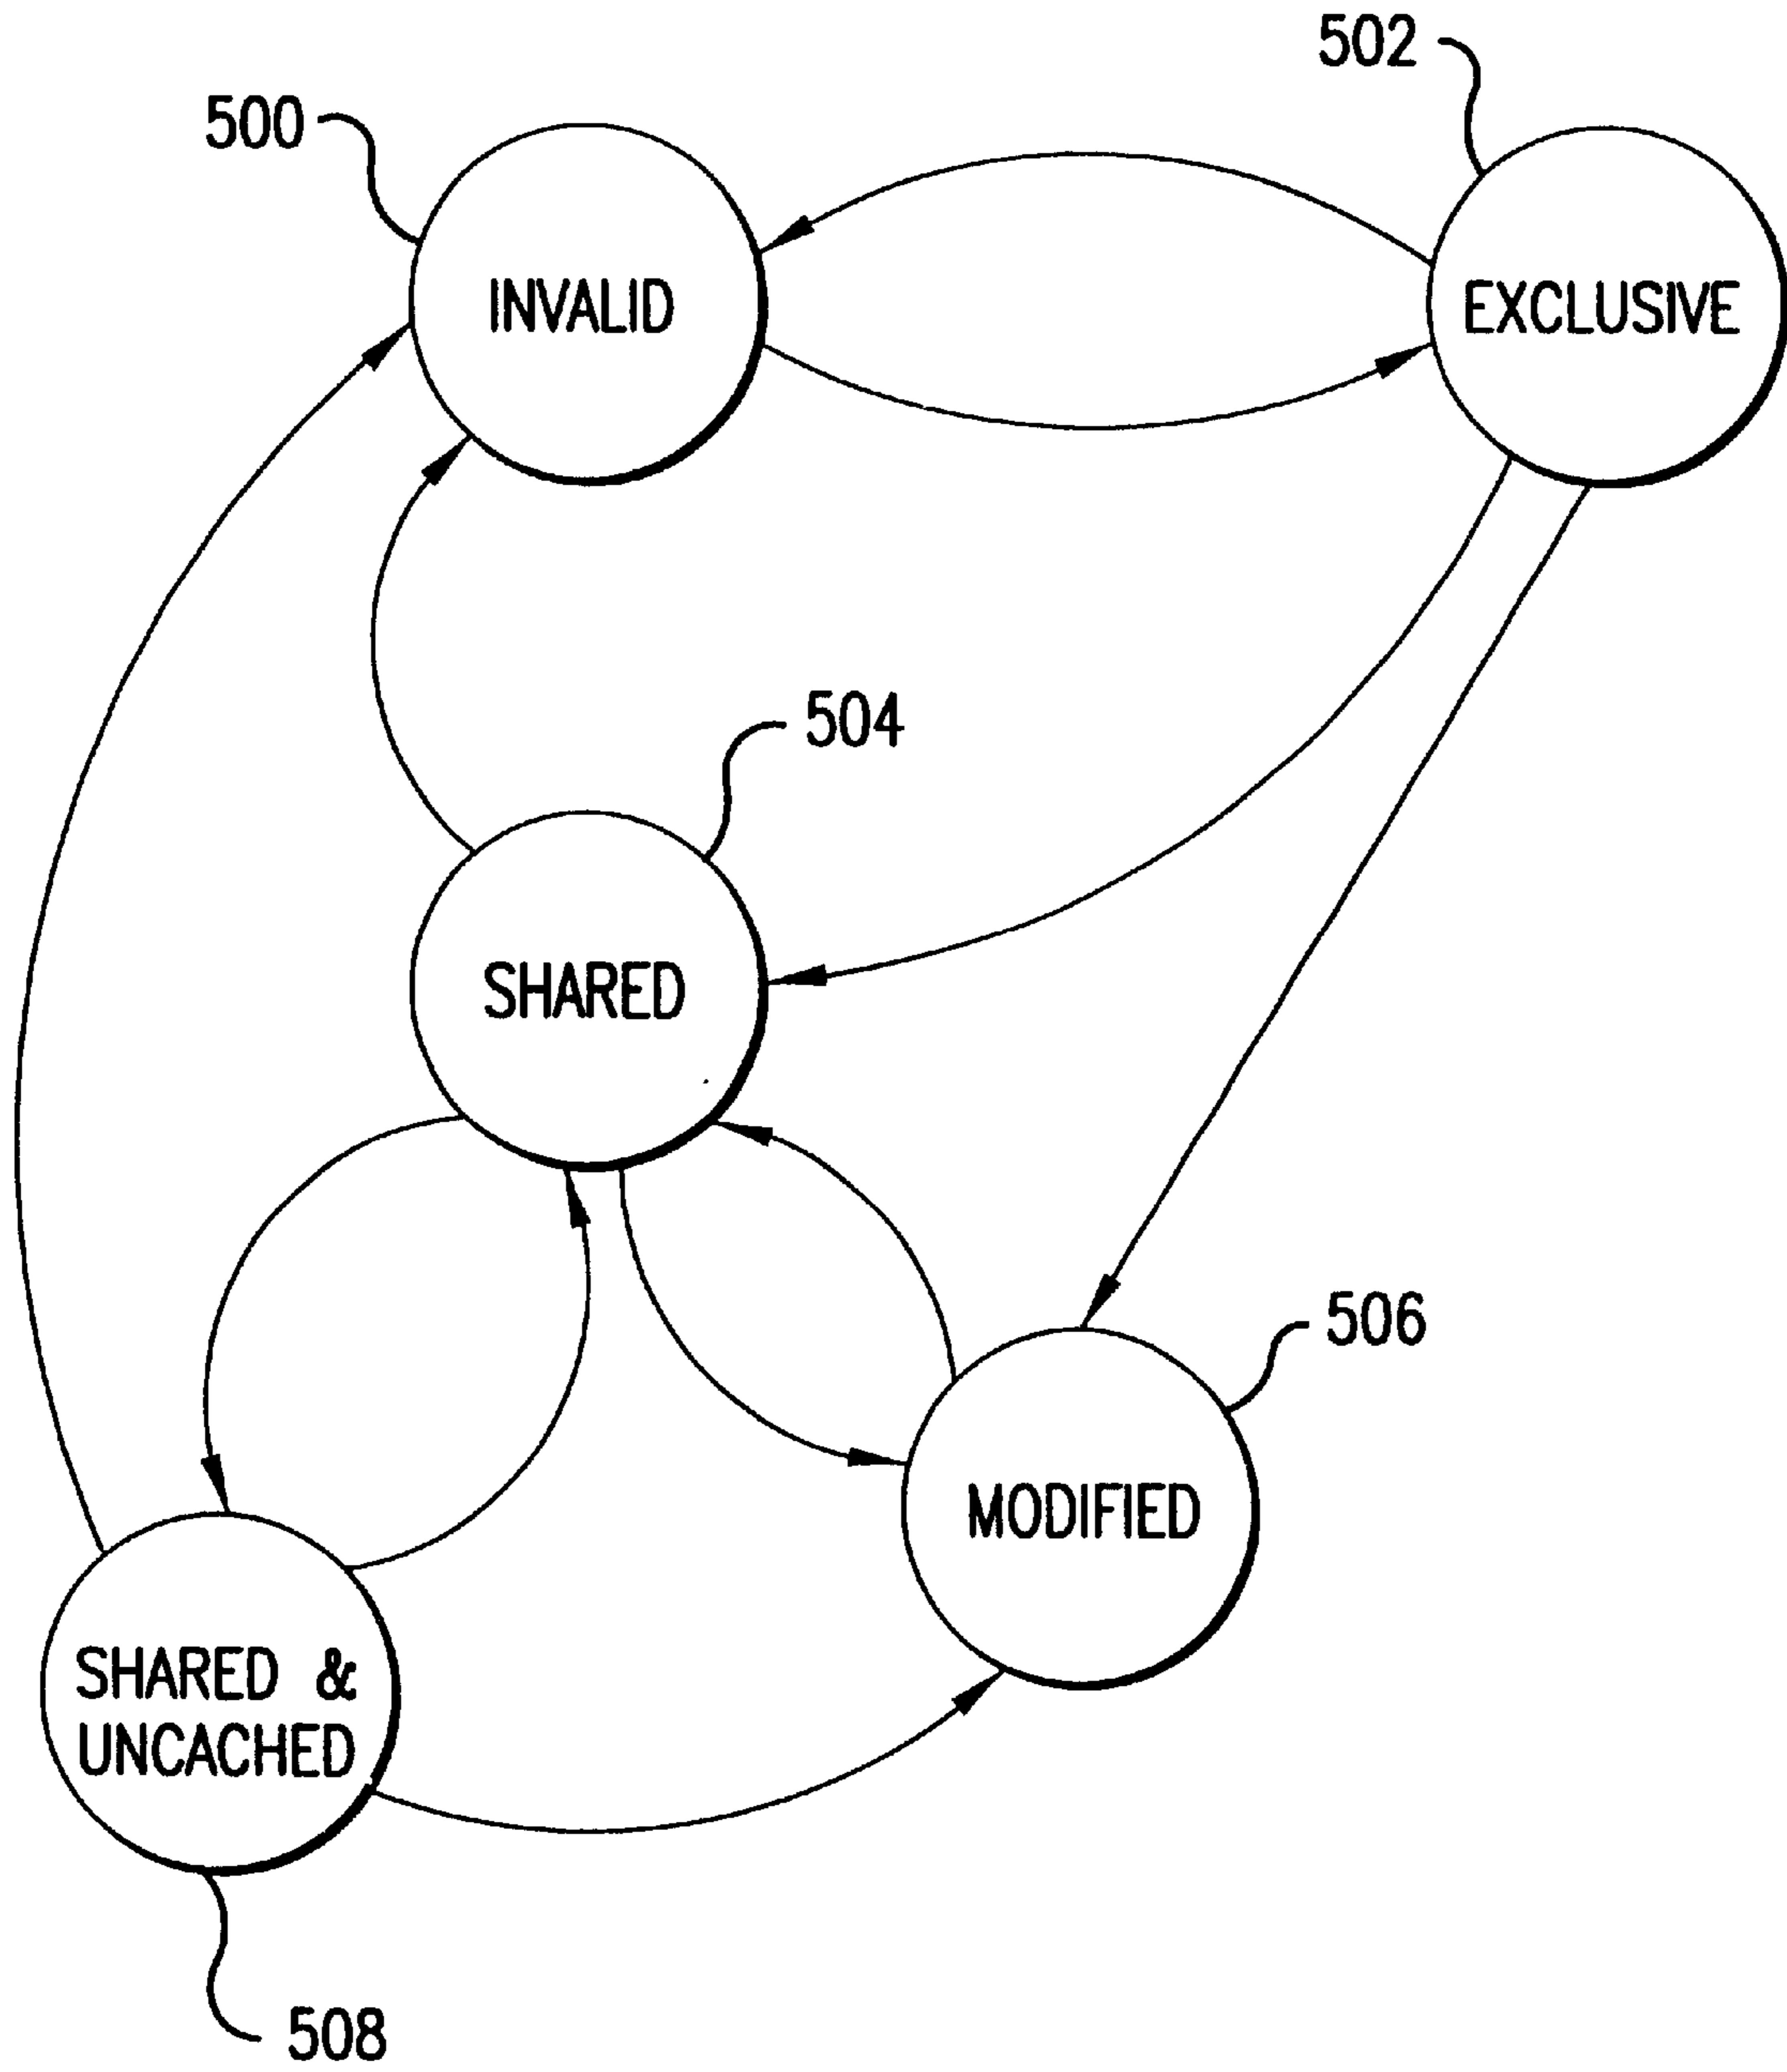 502
500
INVALID
EXCLUSIVE
504
SHARED
506
MODIFIED
SHARED &
UNCACHED
508